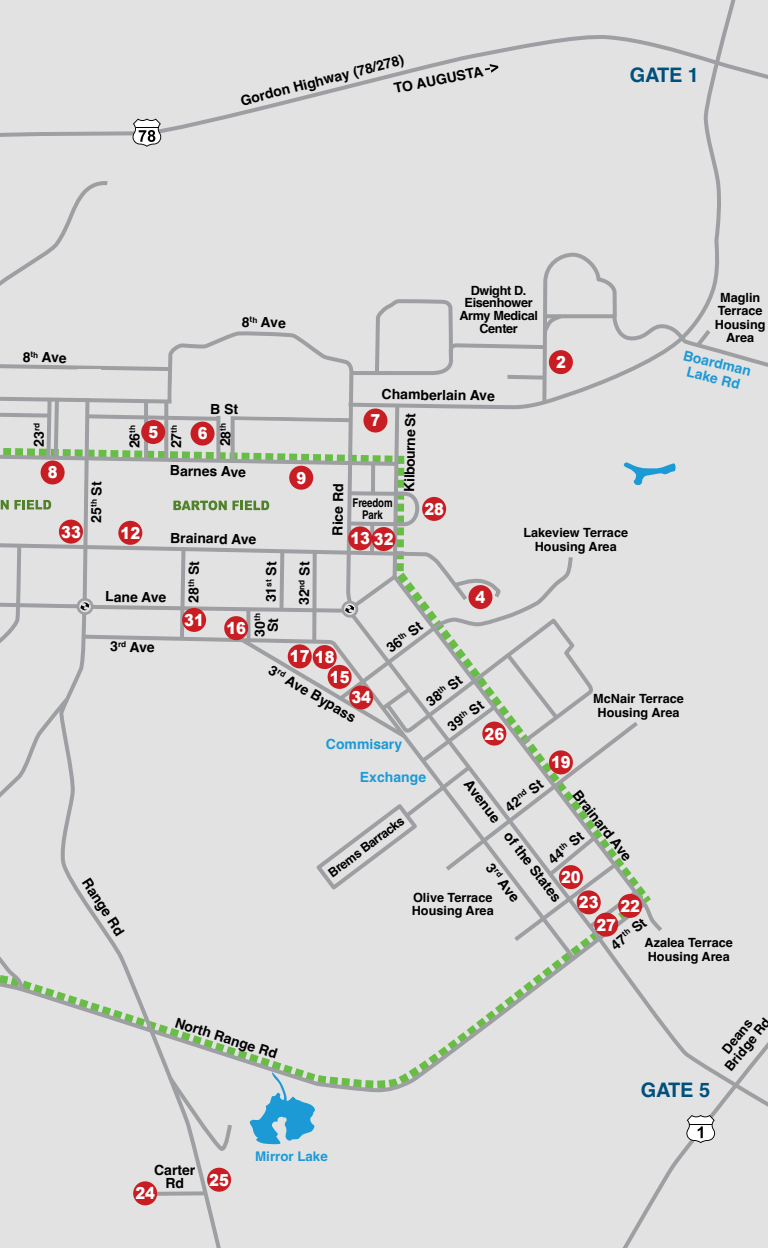 Gordon Highway (78/278)
TO AUGUSTA ->
GATE 1
78
Dwight D.
Eisenhower
Army Medical
Center
Maglin
Terrace
Housing
Area
Boardman
Lake Rd
8th Ave
8th Ave
2
Chamberlain Ave
B St
23rd
26th
5
27th
6
28th
7
Kilbourne St
8
Barnes Ave
9
25th St
N FIELD
BARTON FIELD
Rice Rd
Freedom
Park
28
33
12
Brainard Ave
13
32
Lakeview Terrace
Housing Area
28th St
31st St
32nd St
Lane Ave
4
31
16
30th
St
3rd Ave
36th St
17
18
15
34
3rd Ave Bypass
38th St
39th St
McNair Terrace
Housing Area
26
Commisary
19
Exchange
Avenue
of the States
42nd St
Brainard Ave
Brems Barracks
44th St
3rd Ave
20
Olive Terrace
Housing Area
23
22
27
47th St
Azalea Terrace
Housing Area
Range Rd
North Range Rd
Deans
Bridge Rd
GATE 5
1
Mirror Lake
Carter
Rd
24
25